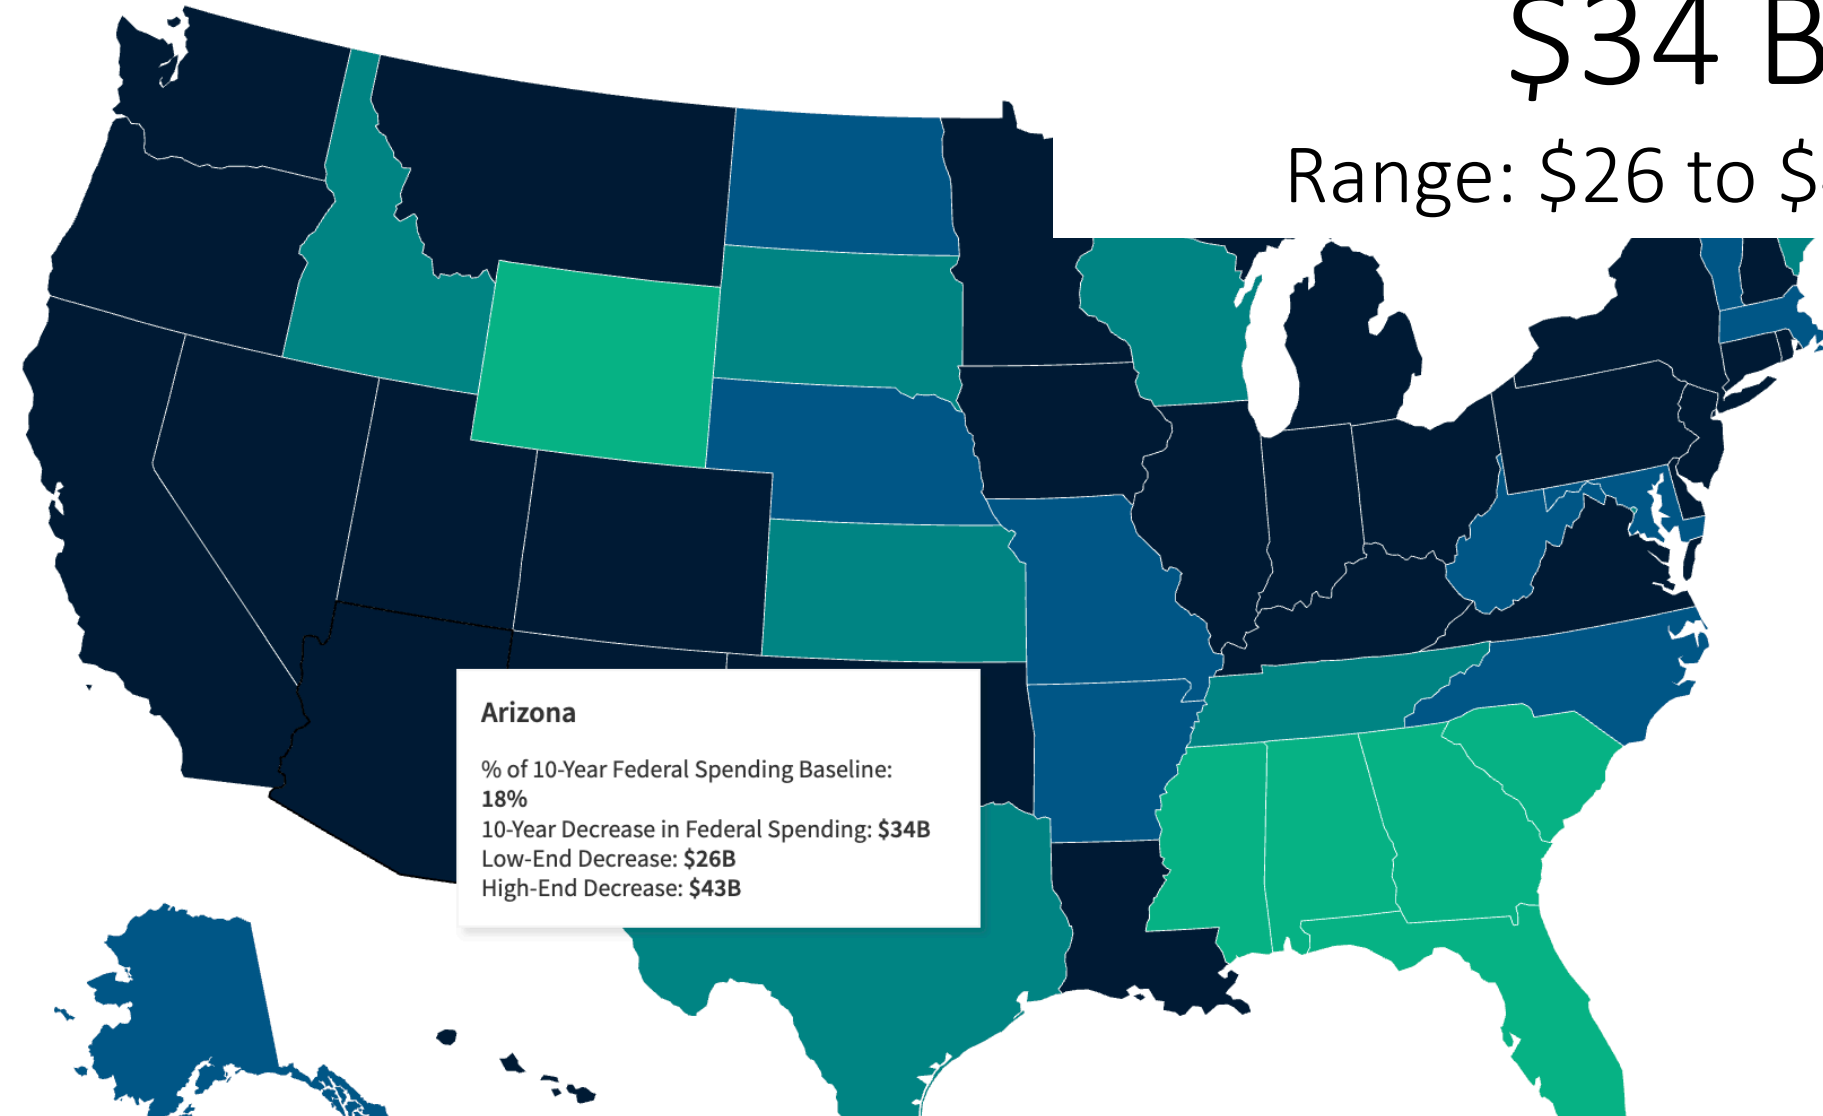 $34 B
Range: $26 to $
Arizona
% of 10-Year Federal Spending Baseline:
18%
10-Year Decrease in Federal Spending: $34B
Low-End Decrease: $26B
High-End Decrease: $43B